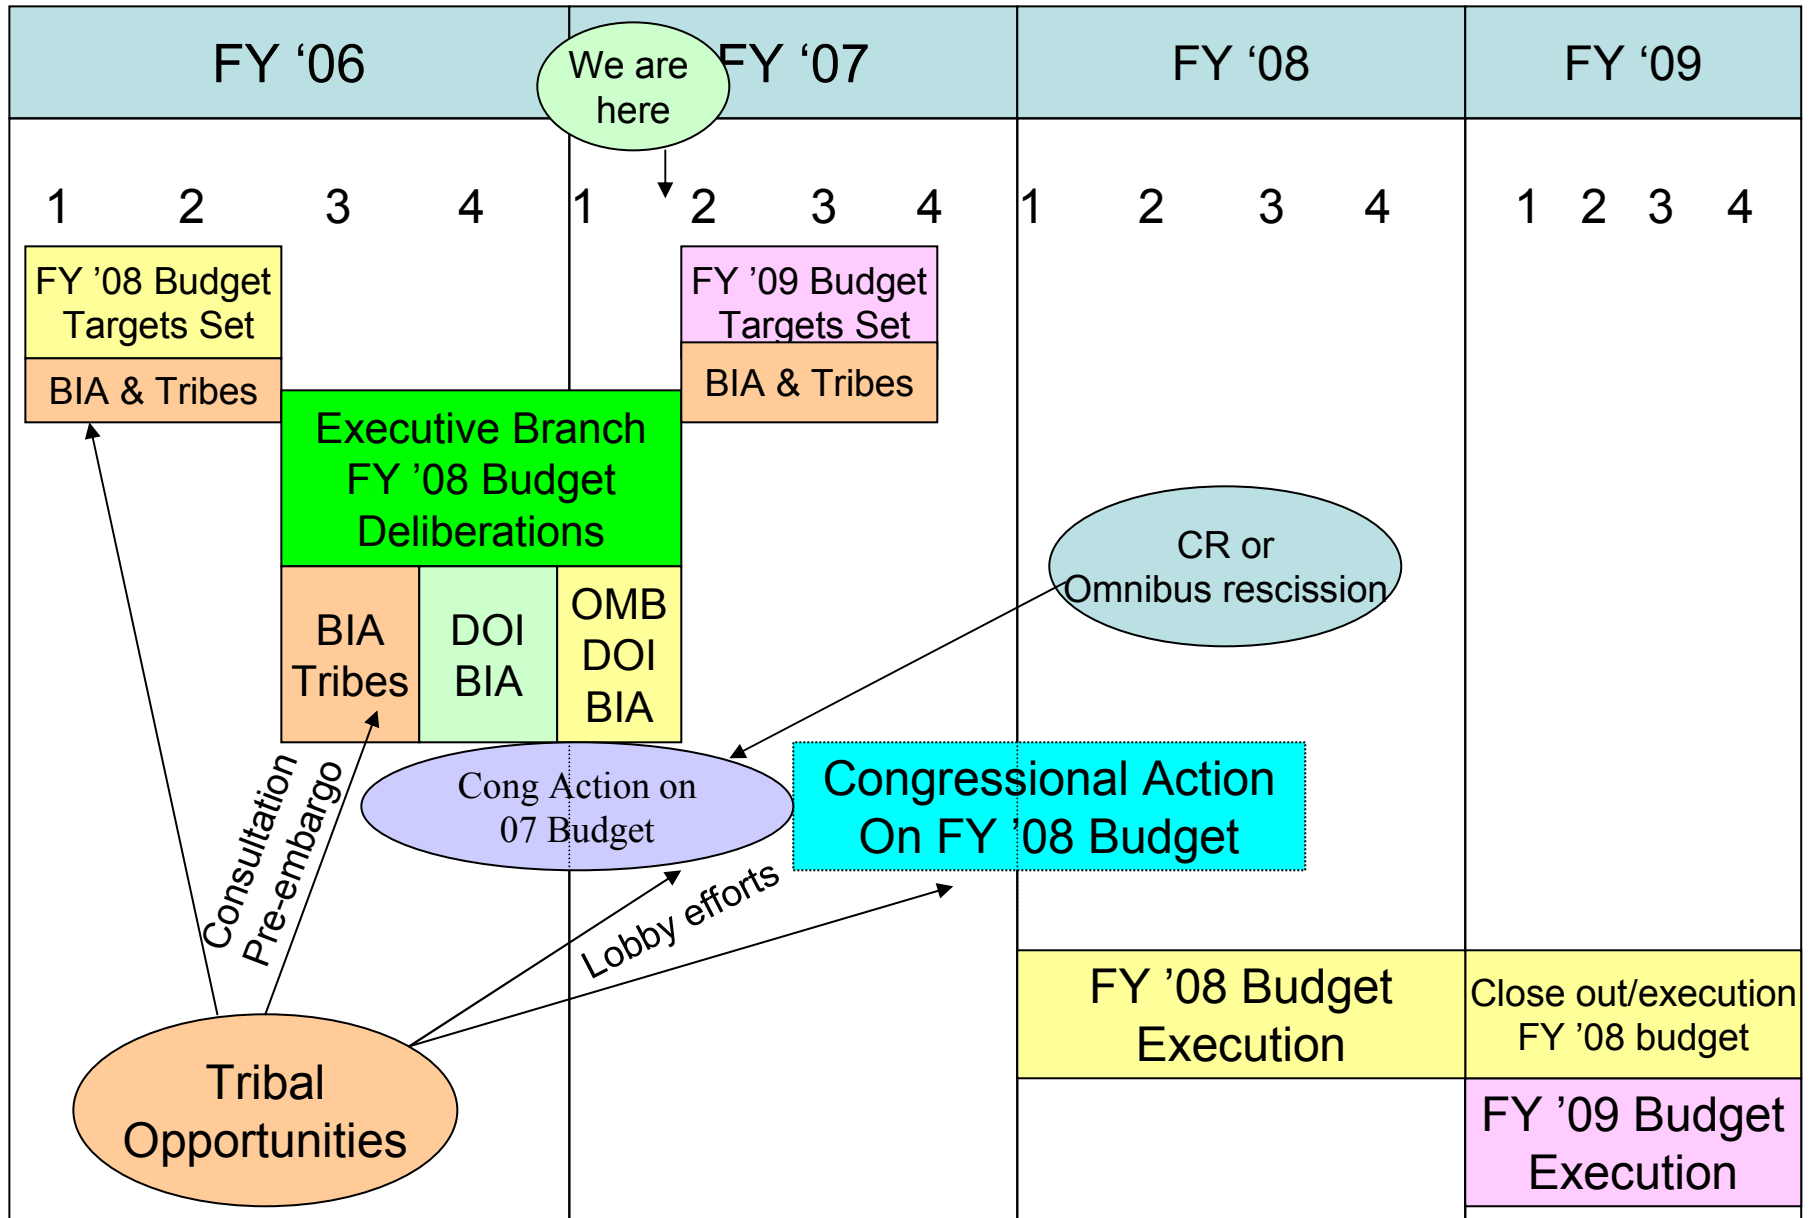 FY ‘06
We are
here
FY ‘07
FY ‘08
FY ‘09
1 2 3 4 1 2 3 4 1 2 3 4 1 2 3 4
FY ’08 Budget
Targets Set
BIA & Tribes
FY ’09 Budget
Targets Set
BIA & Tribes
Executive Branch
FY ’08 Budget
Deliberations
BIA
Tribes
DOI
BIA
OMB
DOI
BIA
CR or
Omnibus rescission
Cong Action on
07 Budget
Congressional Action
On FY ’08 Budget
Consultation
Pre-embargo
Lobby efforts
Tribal
Opportunities
FY ’08 Budget
Execution
Close out/execution
FY ’08 budget
FY ’09 Budget
Execution